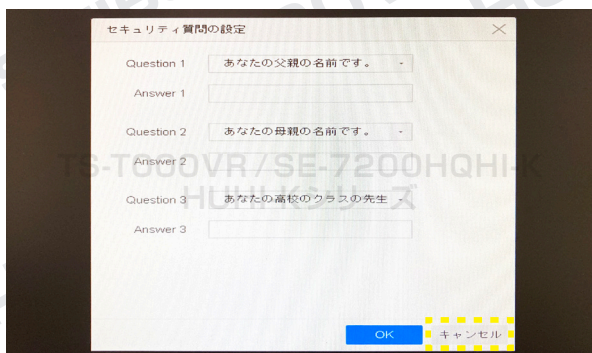 セキュリティ質問の設定
Question 1 あなたの父親の名前です。
Answer 1
Question 2 あなたの母親の名前です。
Answer 2
TS-T600VR/SE-7200HQHI-K
HUHI-Kシリーズ
Question 3 あなたの高校のクラスの先生
Answer 3
OK キャンセル